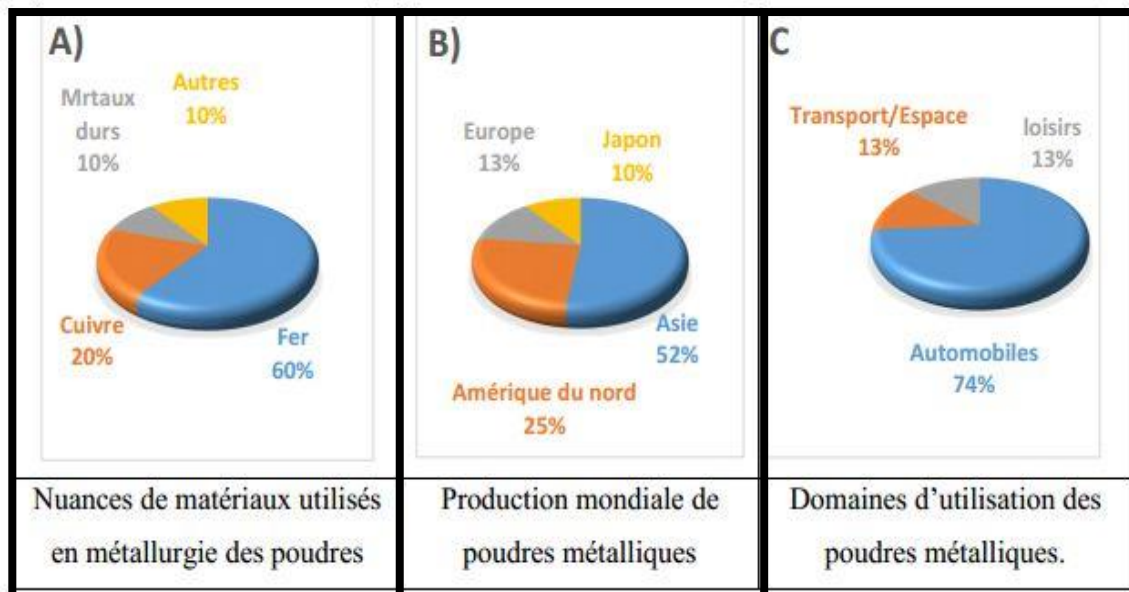 A)
Autres
10%
Mrtaux
durs
10%
Cuivre
20%
Fer
60%
Nuances de matériaux utilisés
en métallurgie des poudres
B)
Europe
13%
Japon
10%
Asie
52%
Amérique du nord
25%
Production mondiale de
poudres métalliques
C
Transport/Espace
13%
loisirs
13%
Automobiles
74%
Domaines d’utilisation des
poudres métalliques.